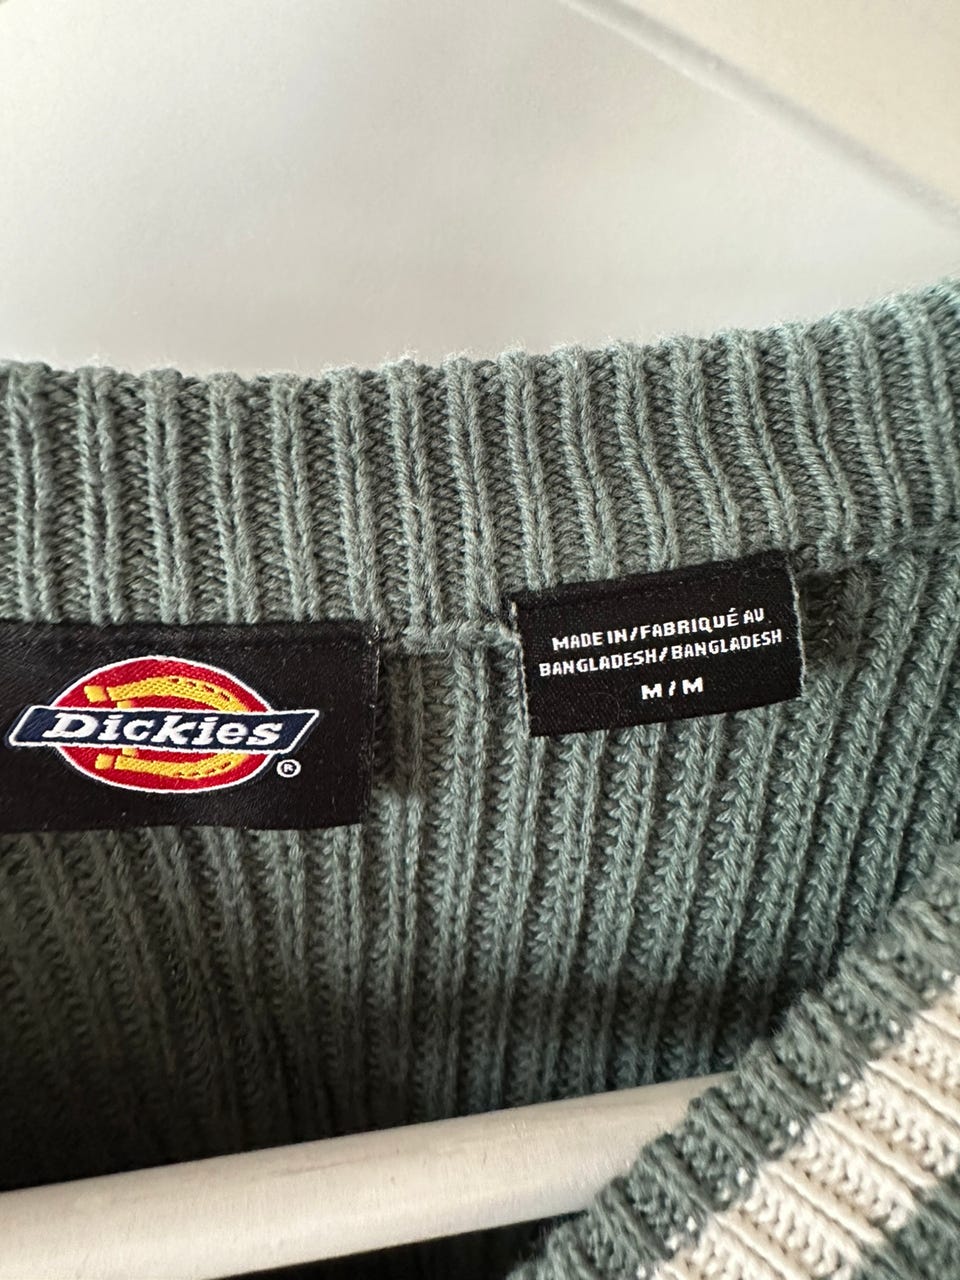 Dickies
®
MADE IN/FABRIQUÉ AU
BANGLADESH/BANGLADESH
M/M